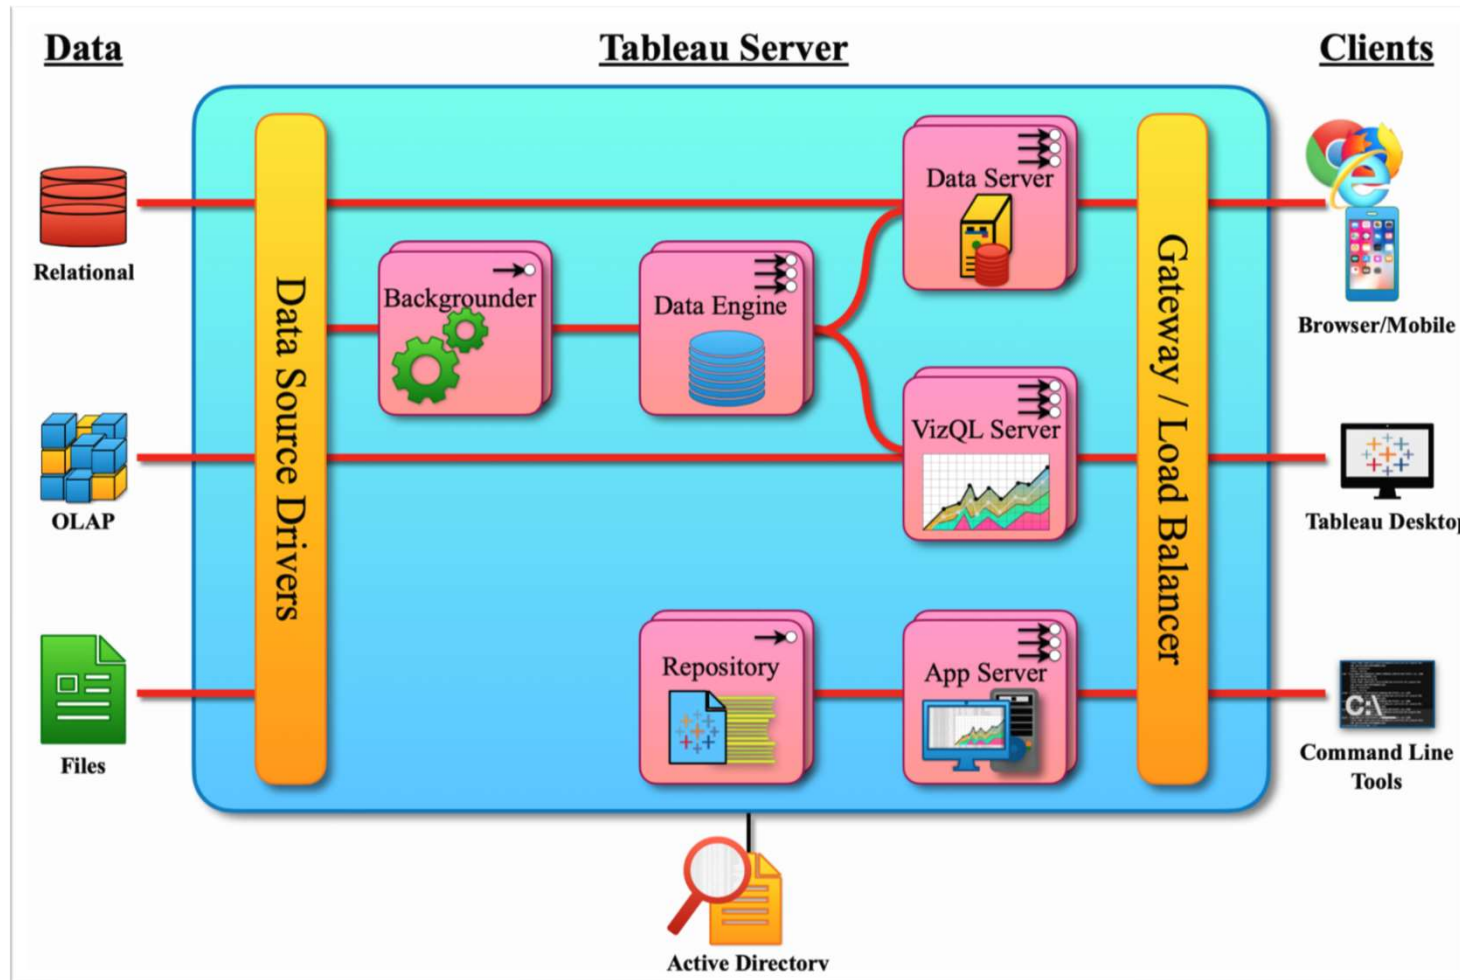 Data
Tableau Server
Clients
Relational
OLAP
Files
Data Source Drivers
Backgrounder
Data Engine
Data Server
VizQL Server
Repository
App Server
Gateway / Load Balancer
Browser/Mobile
Tableau Desktop
C:\
Command Line
Tools
Active Directory